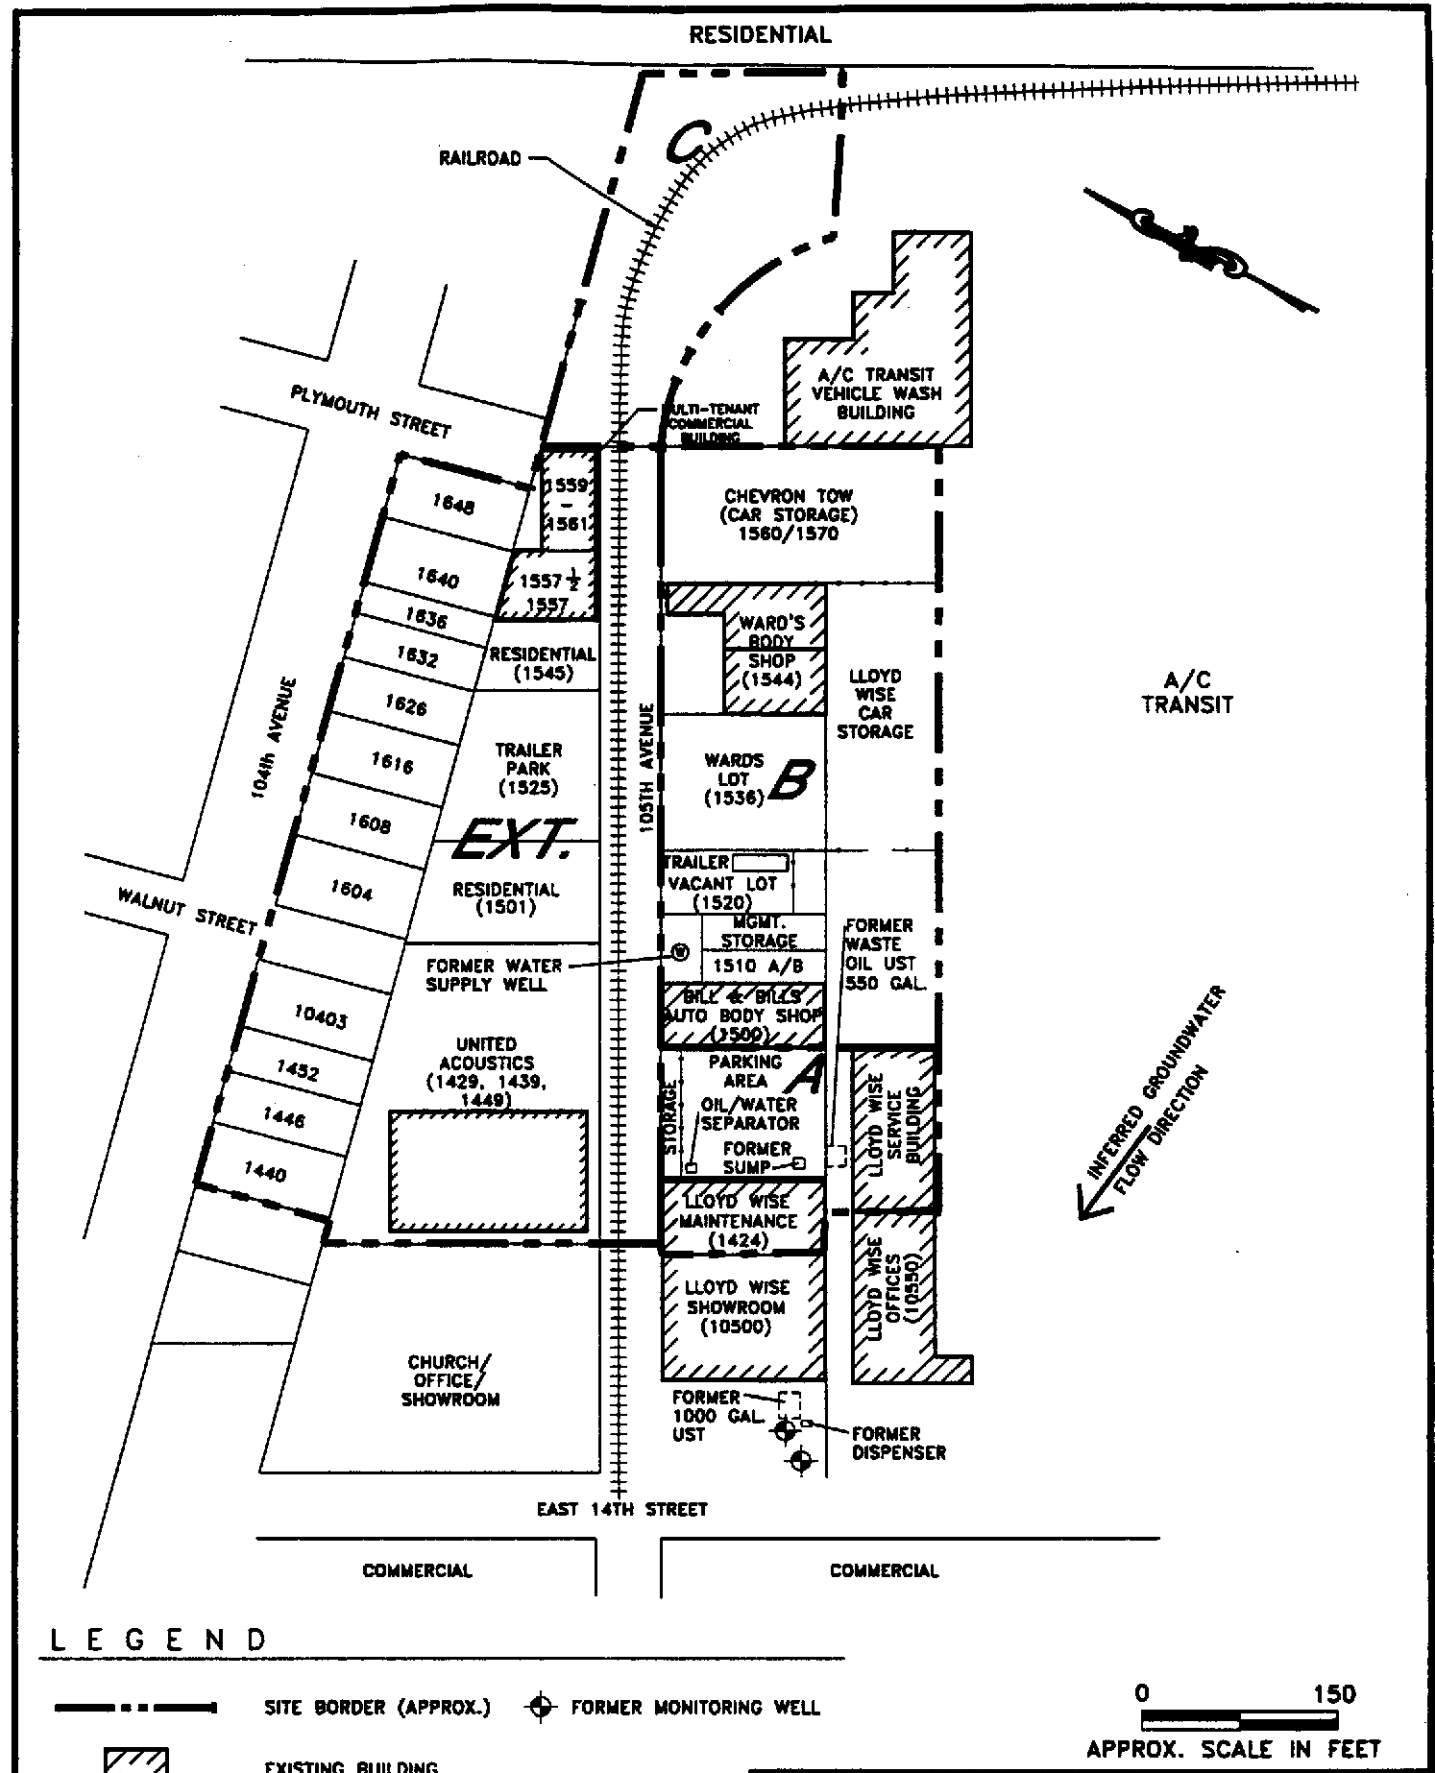 RESIDENTIAL
C
RAILROAD
A/C TRANSIT
VEHICLE WASH
BUILDING
PLYMOUTH STREET
ULTI-TENANT
COMMERCIAL
BUILDING
1648
1559
-
1561
CHEVRON TOW
(CAR STORAGE)
1560/1570
1640
1557 1/2
1557
1636
WARD'S
BODY
SHOP
(1544)
1632
RESIDENTIAL
(1545)
LLOYD
WISE
CAR
STORAGE
A/C
TRANSIT
1626
104th AVENUE
105TH AVENUE
1616
TRAILER
PARK
(1525)
WARDS
LOT
(1536)
B
1608
EXT.
1604
RESIDENTIAL
(1501)
TRAILER
VACANT LOT
(1520)
WALNUT STREET
MGMT.
STORAGE
1510 A/B
FORMER
WASTE
OIL UST
550 GAL.
FORMER WATER
SUPPLY WELL
W
BILL & BILLS
AUTO BODY SHOP
(1500)
10403
UNITED
ACOUSTICS
(1429, 1439,
1449)
1452
PARKING
AREA
A
STORAGE
OIL/WATER
SEPARATOR
FORMER
SUMP
LLOYD WISE
SERVICE
BUILDING
INFERRED GROUNDWATER
FLOW DIRECTION
1446
1440
LLOYD WISE
MAINTENANCE
(1424)
LLOYD WISE
SHOWROOM
(10500)
LLOYD WISE
OFFICES
(10550)
CHURCH/
OFFICE/
SHOWROOM
FORMER
1000 GAL.
UST
FORMER
DISPENSER
EAST 14TH STREET
COMMERCIAL
COMMERCIAL
LEGEND
SITE BORDER (APPROX.)
FORMER MONITORING WELL
0 150
APPROX. SCALE IN FEET
EXISTING BUILDING